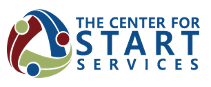 THE CENTER FOR
START
SERVICES